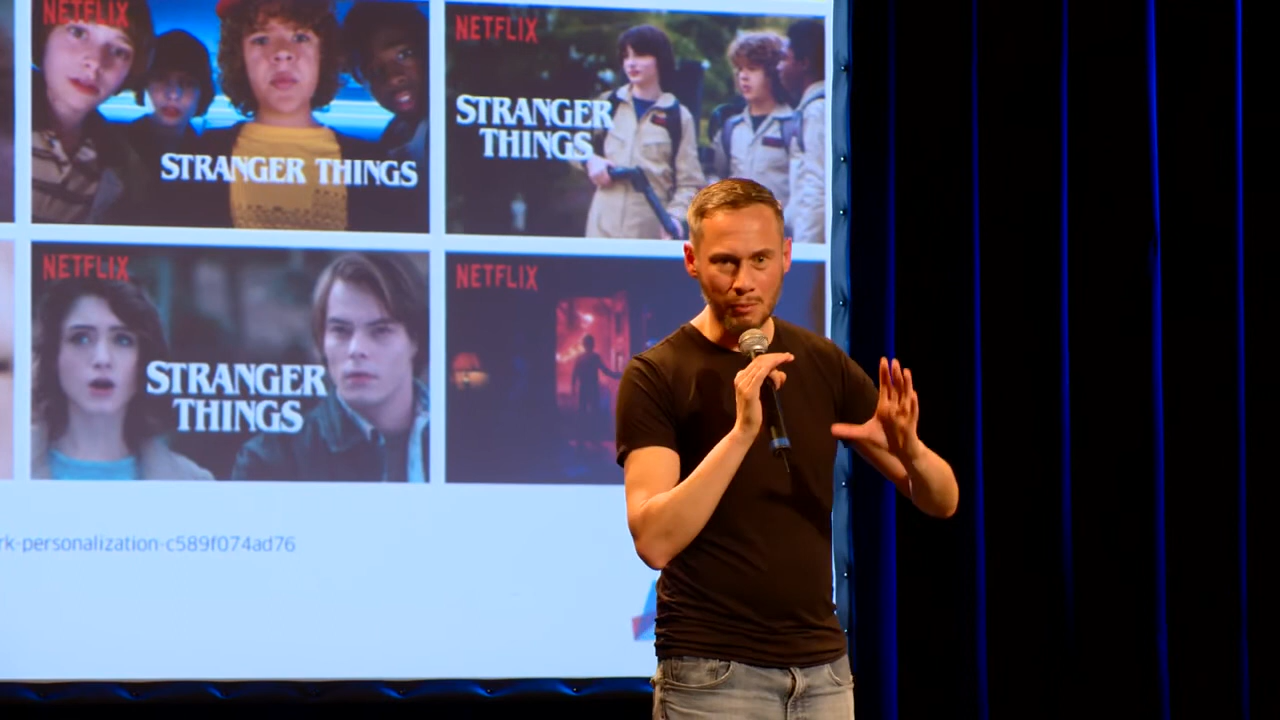 NETFLIX
STRANGER THINGS
NETFLIX
STRANGER
THINGS
NETFLIX
STRANGER
THINGS
NETFLIX
rk-personalization-c589f074ad76